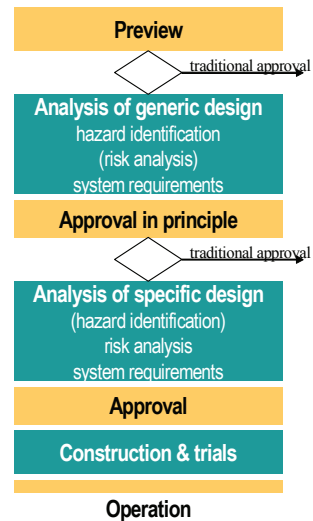 Preview
traditional approval
Analysis of generic design
hazard identification
(risk analysis)
system requirements
Approval in principle
traditional approval
Analysis of specific design
(hazard identification)
risk analysis
system requirements
Approval
Construction & trials
Operation